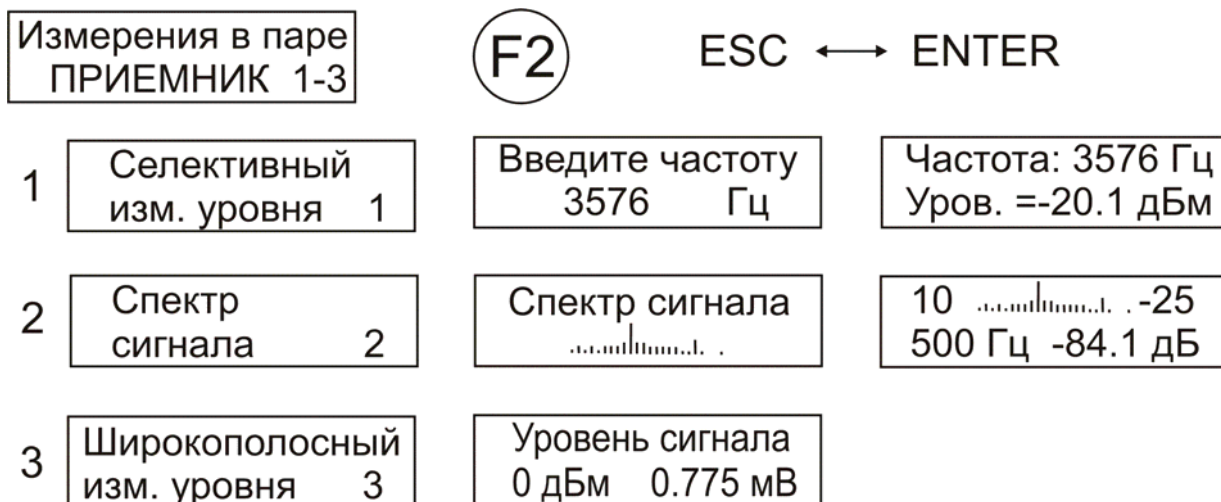 Измерения в паре
ПРИЕМНИК 1-3
F2
ESC ⟷ ENTER
1
Селективный
изм. уровня 1
Введите частоту
3576 Гц
Частота: 3576 Гц
Уров. =-20.1 дБм
2
Спектр
сигнала 2
Спектр сигнала
10 -25
500 Гц -84.1 дБ
3
Широкополосный
изм. уровня 3
Уровень сигнала
0 дБм 0.775 мВ